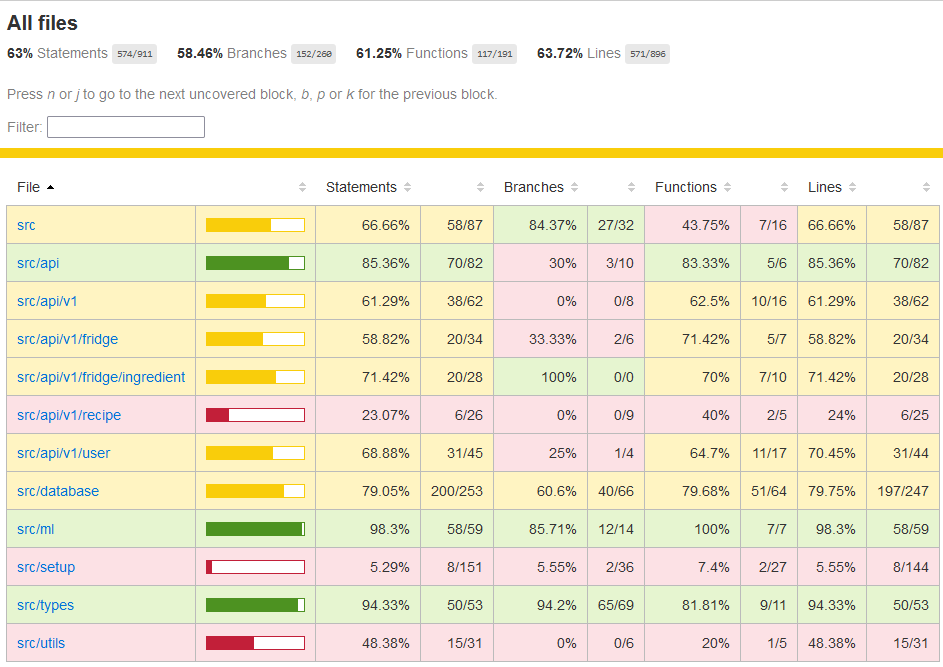 All files
63% Statements 574/911 58.46% Branches 152/260 61.25% Functions 117/191 63.72% Lines 571/896
Press n or j to go to the next uncovered block, b, p or k for the previous block.
Filter:
File Statements Branches Functions Lines
src 66.66% 58/87 84.37% 27/32 43.75% 7/16 66.66% 58/87
src/api 85.36% 70/82 30% 3/10 83.33% 5/6 85.36% 70/82
src/api/v1 61.29% 38/62 0% 0/8 62.5% 10/16 61.29% 38/62
src/api/v1/fridge 58.82% 20/34 33.33% 2/6 71.42% 5/7 58.82% 20/34
src/api/v1/fridge/ingredient 71.42% 20/28 100% 0/0 70% 7/10 71.42% 20/28
src/api/v1/recipe 23.07% 6/26 0% 0/9 40% 2/5 24% 6/25
src/api/v1/user 68.88% 31/45 25% 1/4 64.7% 11/17 70.45% 31/44
src/database 79.05% 200/253 60.6% 40/66 79.68% 51/64 79.75% 197/247
src/ml 98.3% 58/59 85.71% 12/14 100% 7/7 98.3% 58/59
src/setup 5.29% 8/151 5.55% 2/36 7.4% 2/27 5.55% 8/144
src/types 94.33% 50/53 94.2% 65/69 81.81% 9/11 94.33% 50/53
src/utils 48.38% 15/31 0% 0/6 20% 1/5 48.38% 15/31